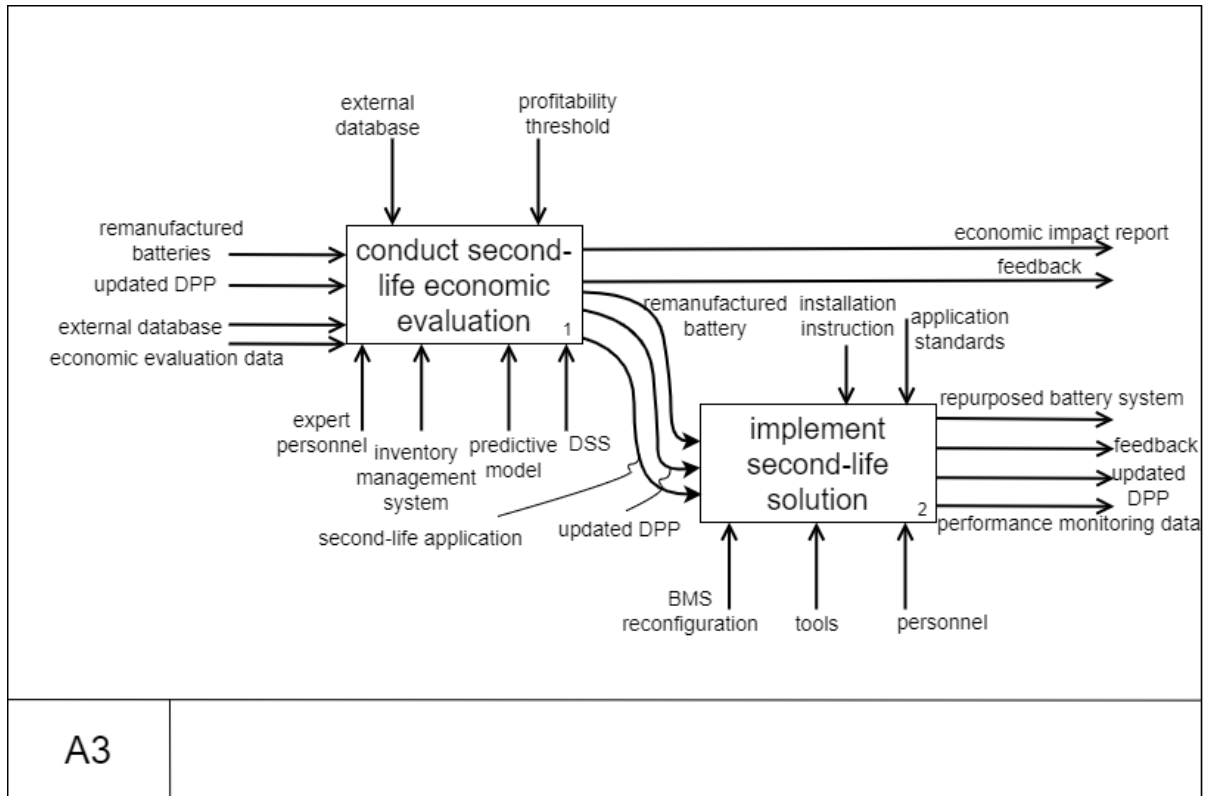 external
database
profitability
threshold
remanufactured
batteries
updated DPP
external database
economic evaluation data
conduct second-
life economic
evaluation
1
economic impact report
feedback
expert
personnel
inventory
management
system
predictive
model
DSS
second-life application
updated DPP
remanufactured
battery
installation
instruction
application
standards
implement
second-life
solution
2
repurposed battery system
feedback
updated
DPP
performance monitoring data
BMS
reconfiguration
tools
personnel
A3